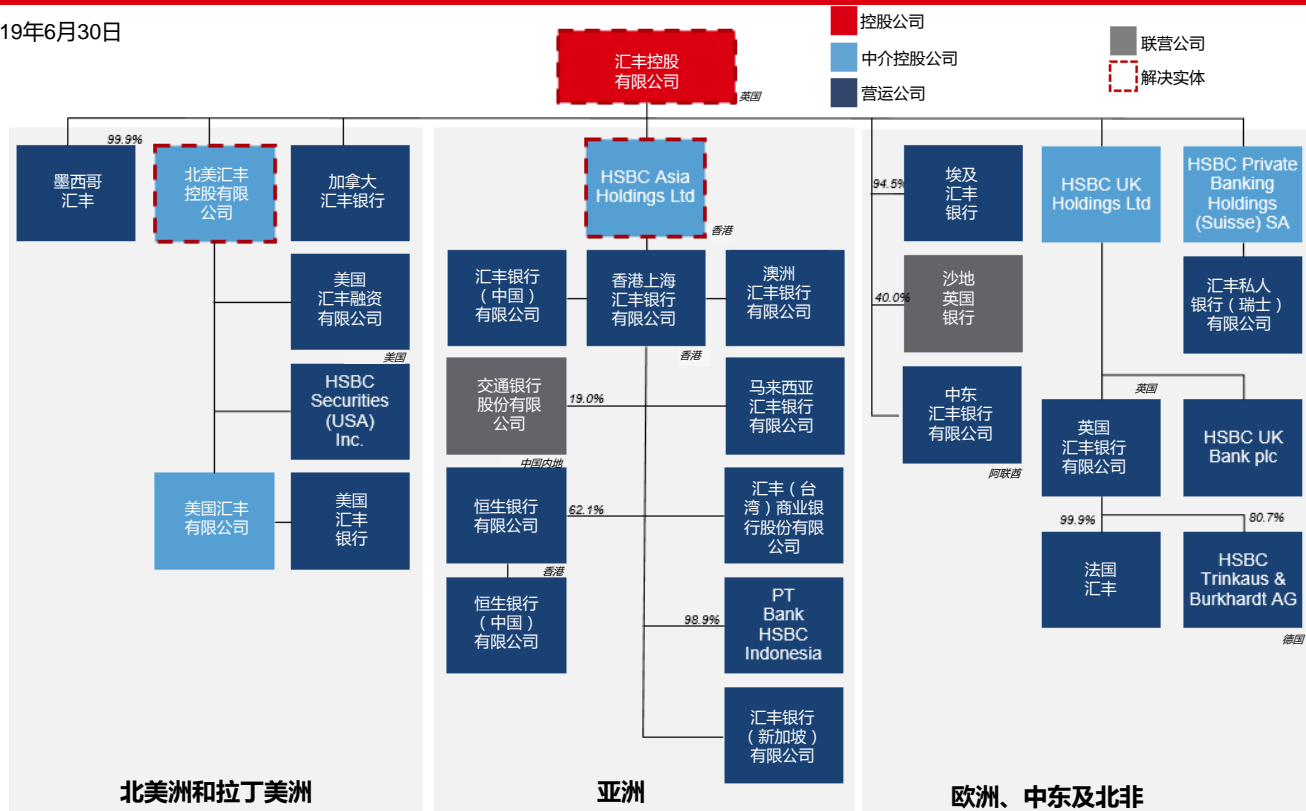 19年6月30日
控股公司
中介控股公司
营运公司
联营公司
解决实体
汇丰控股
有限公司
英国
99.9%
墨西哥
汇丰
北美汇丰
控股有限
公司
加拿大
汇丰银行
美国
汇丰融资
有限公司
美国
HSBC
Securities
(USA)
Inc.
美国汇丰
有限公司
美国
汇丰
银行
北美洲和拉丁美洲
HSBC Asia
Holdings Ltd
香港
汇丰银行
（中国）
有限公司
香港上海
汇丰银行
有限公司
香港
澳洲
汇丰银行
有限公司
交通银行
股份有限
公司
19.0%
中国内地
马来西亚
汇丰银行
有限公司
恒生银行
有限公司
62.1%
香港
汇丰（台
湾）商业银
行股份有限
公司
恒生银行
（中国）
有限公司
98.9%
PT
Bank
HSBC
Indonesia
汇丰银行
（新加坡）
有限公司
亚洲
94.5%
埃及
汇丰
银行
40.0%
沙地
英国
银行
中东
汇丰银行
有限公司
阿联酋
HSBC UK
Holdings Ltd
HSBC Private
Banking
Holdings
(Suisse) SA
汇丰私人
银行（瑞士）
有限公司
英国
英国
汇丰银行
有限公司
HSBC UK
Bank plc
99.9%
80.7%
法国
汇丰
HSBC
Trinkaus &
Burkhardt AG
德国
欧洲、中东及北非